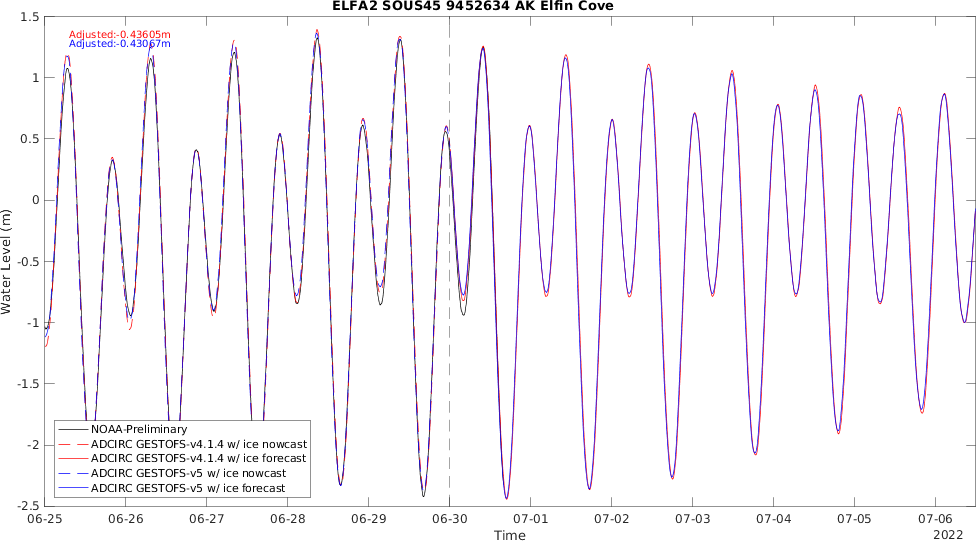 ELFA2 SOUS45 9452634 AK Elfin Cove
1.5
1
0.5
0
-0.5
-1
-1.5
-2
-2.5
Water Level (m)
Adjusted:-0.43605m
Adjusted:-0.43067m
NOAA-Preliminary
ADCIRC GESTOFS-v4.1.4 w/ ice nowcast
ADCIRC GESTOFS-v4.1.4 w/ ice forecast
ADCIRC GESTOFS-v5 w/ ice nowcast
ADCIRC GESTOFS-v5 w/ ice forecast
06-25 06-26 06-27 06-28 06-29 06-30 07-01 07-02 07-03 07-04 07-05 07-06
Time
2022